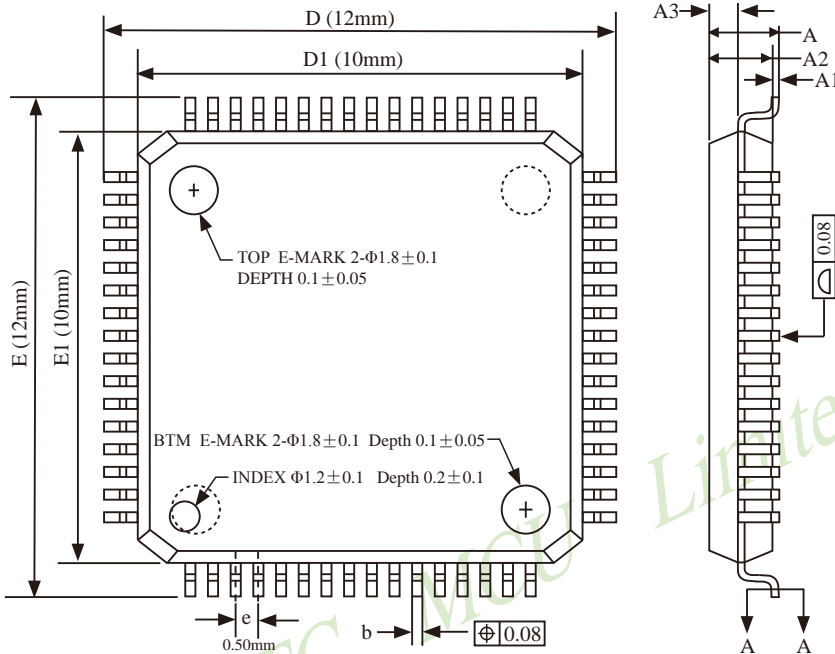 D (12mm)
D1 (10mm)
A3
A
A2
A1
E (12mm)
E1 (10mm)
TOP E-MARK 2-Φ1.8±0.1
DEPTH 0.1±0.05
0.08
BTM E-MARK 2-Φ1.8±0.1 Depth 0.1±0.05
INDEX Φ1.2±0.1 Depth 0.2±0.1
MCU Limite
e
0.50mm
b
0.08
A A